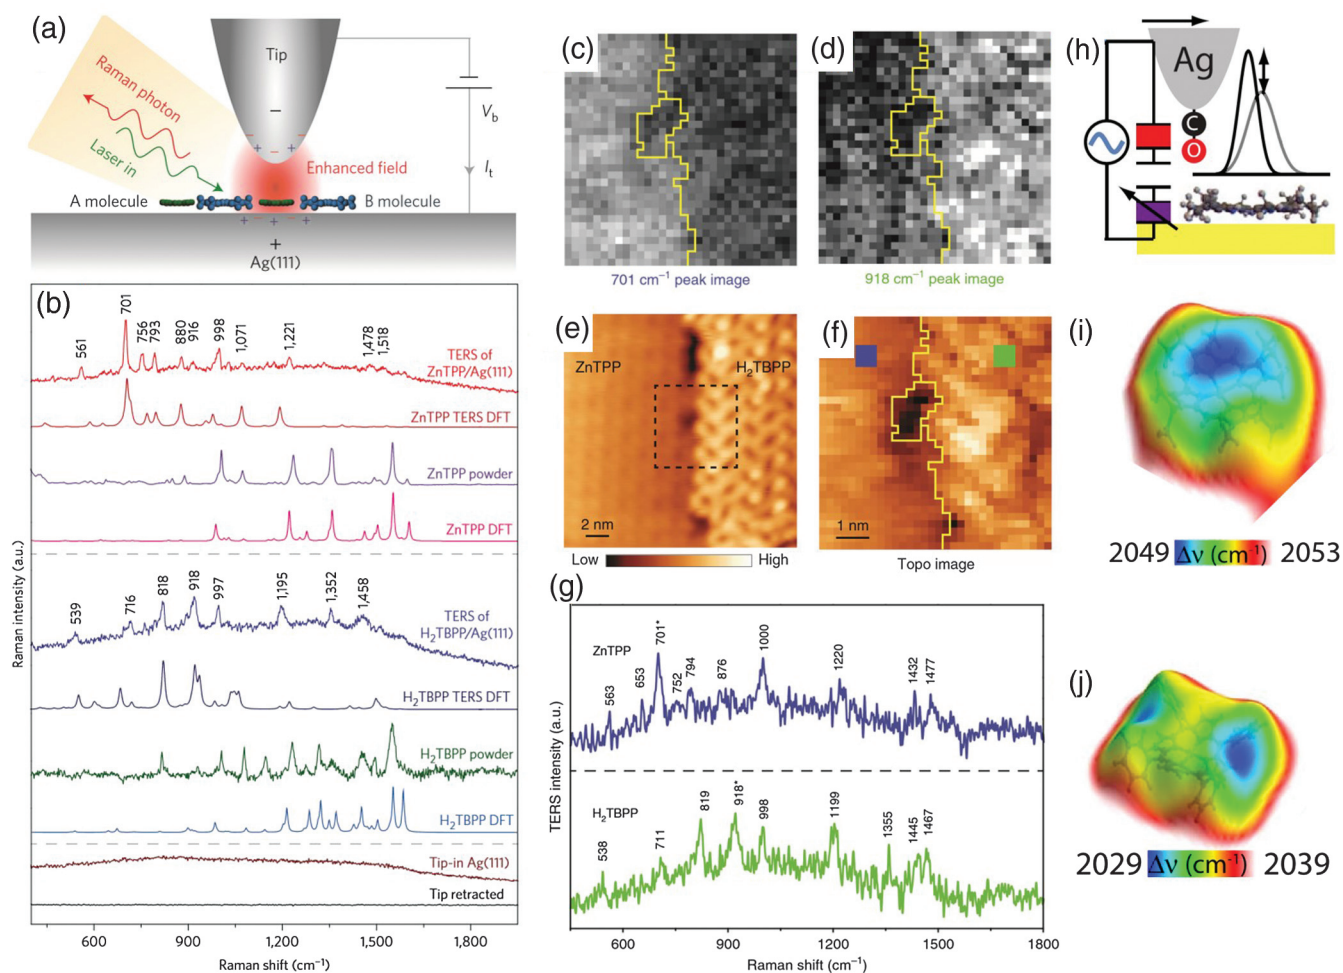 (a)
Raman photon
Laser in
Tip
−
− − −
+ +
Enhanced field
V_b
I_t
A molecule
B molecule
+ − + − +
+
Ag(111)
(b)
701
561
756
793
880
916
998
1,071
1,221
1,478
1,518
TERS of
ZnTPP/Ag(111)
ZnTPP TERS DFT
ZnTPP powder
ZnTPP DFT
539
716
818
918
997
1,195
1,352
1,458
TERS of
H₂TBPP/Ag(111)
H₂TBPP TERS DFT
H₂TBPP powder
H₂TBPP DFT
Tip-in Ag(111)
Tip retracted
Raman intensity (a.u.)
600 900 1,200 1,500 1,800
Raman shift (cm⁻¹)
(c)
701 cm⁻¹ peak image
(d)
918 cm⁻¹ peak image
(e)
ZnTPP
H₂TBPP
2 nm
Low High
(f)
1 nm
Topo image
(g)
ZnTPP
563
653
701*
752
794
876
1000
1220
1432
1477
H₂TBPP
538
711
819
918*
998
1199
1355
1445
1467
TERS intensity (a.u.)
600 900 1200 1500 1800
Raman shift (cm⁻¹)
(h)
Ag
C
O
(i)
2049 Δν (cm⁻¹) 2053
(j)
2029 Δν (cm⁻¹) 2039